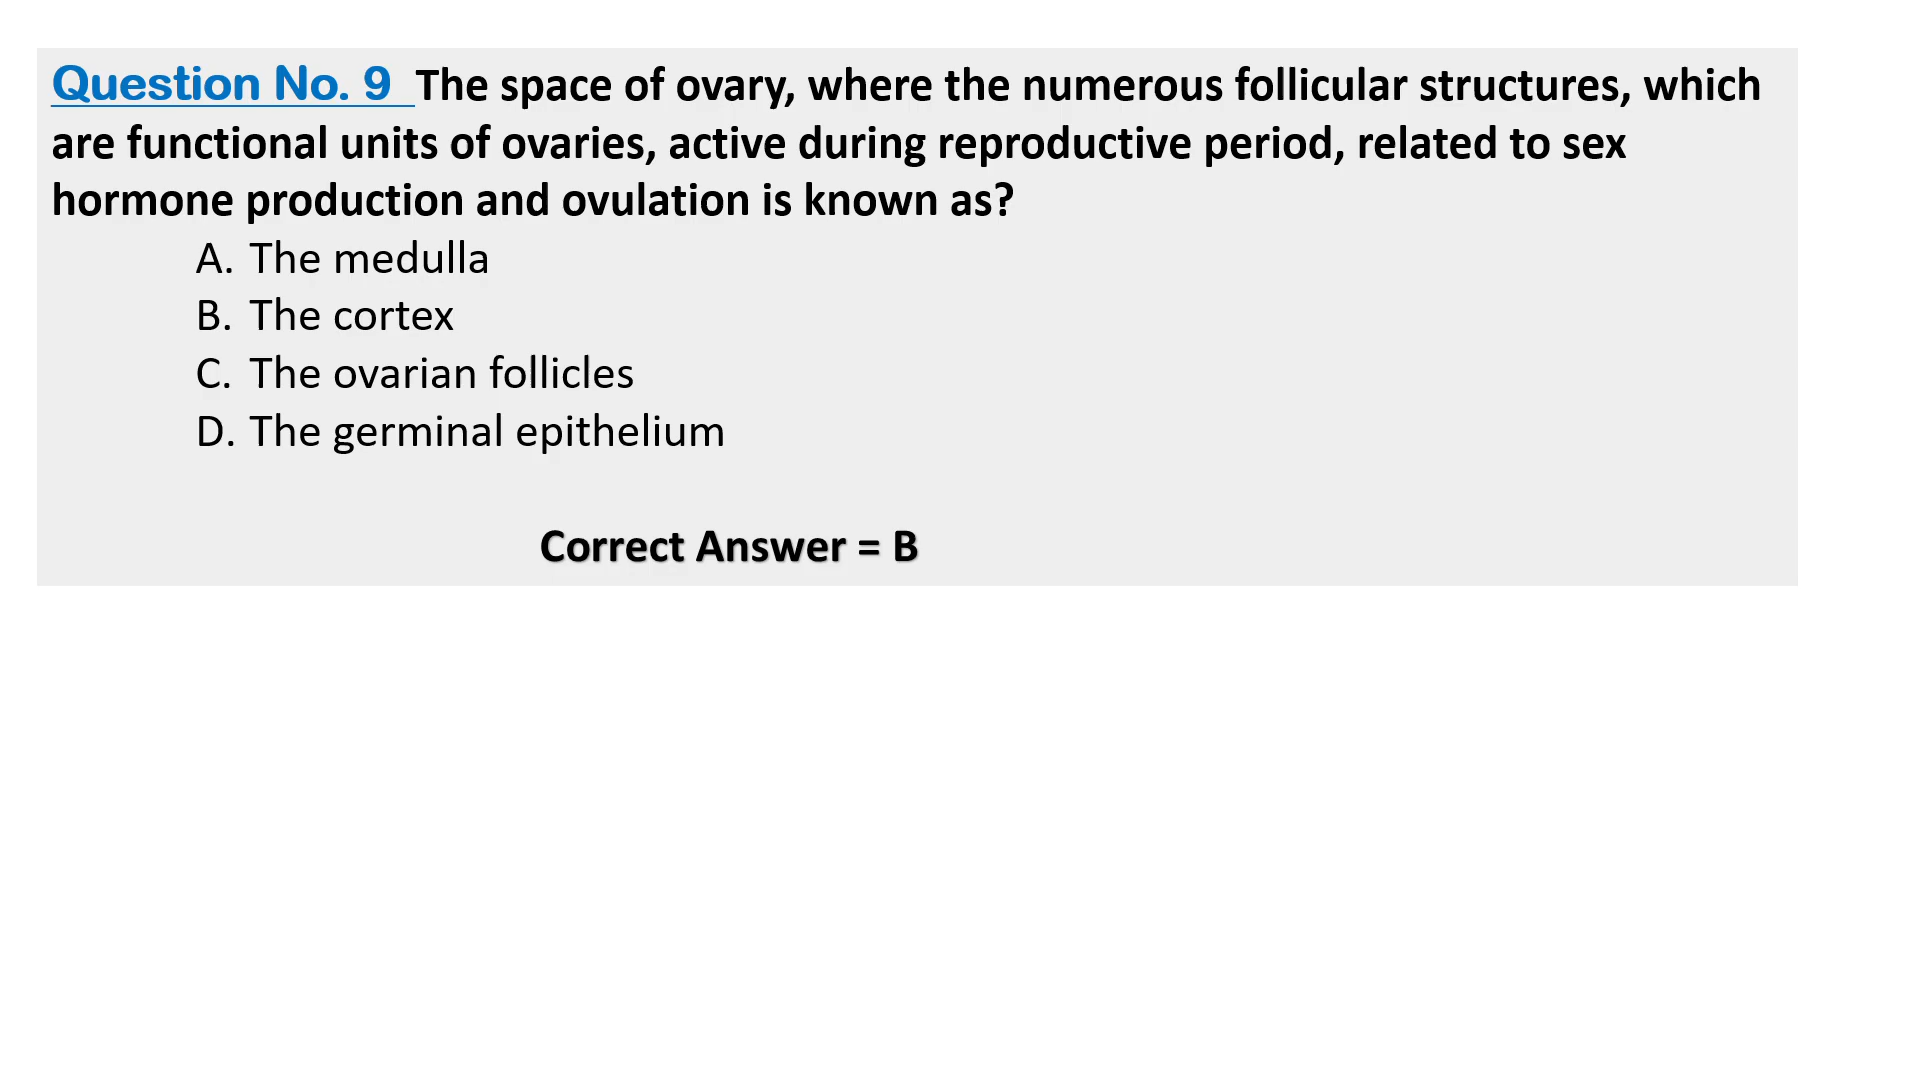 Question No. 9 The space of ovary, where the numerous follicular structures, which
are functional units of ovaries, active during reproductive period, related to sex
hormone production and ovulation is known as?
A. The medulla
B. The cortex
C. The ovarian follicles
D. The germinal epithelium
Correct Answer = B